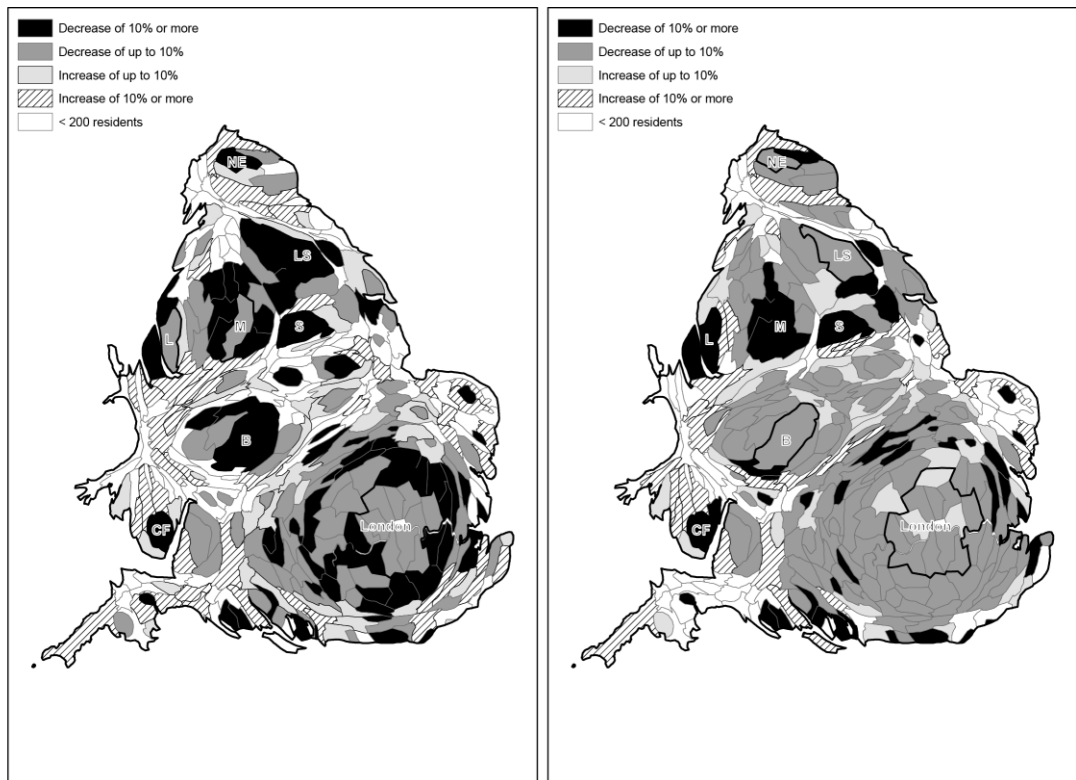 Decrease of 10% or more
Decrease of up to 10%
Increase of up to 10%
Increase of 10% or more
< 200 residents
NE
LS
L
M
S
B
London
CF
Decrease of 10% or more
Decrease of up to 10%
Increase of up to 10%
Increase of 10% or more
< 200 residents
NE
LS
L
M
S
B
London
CF